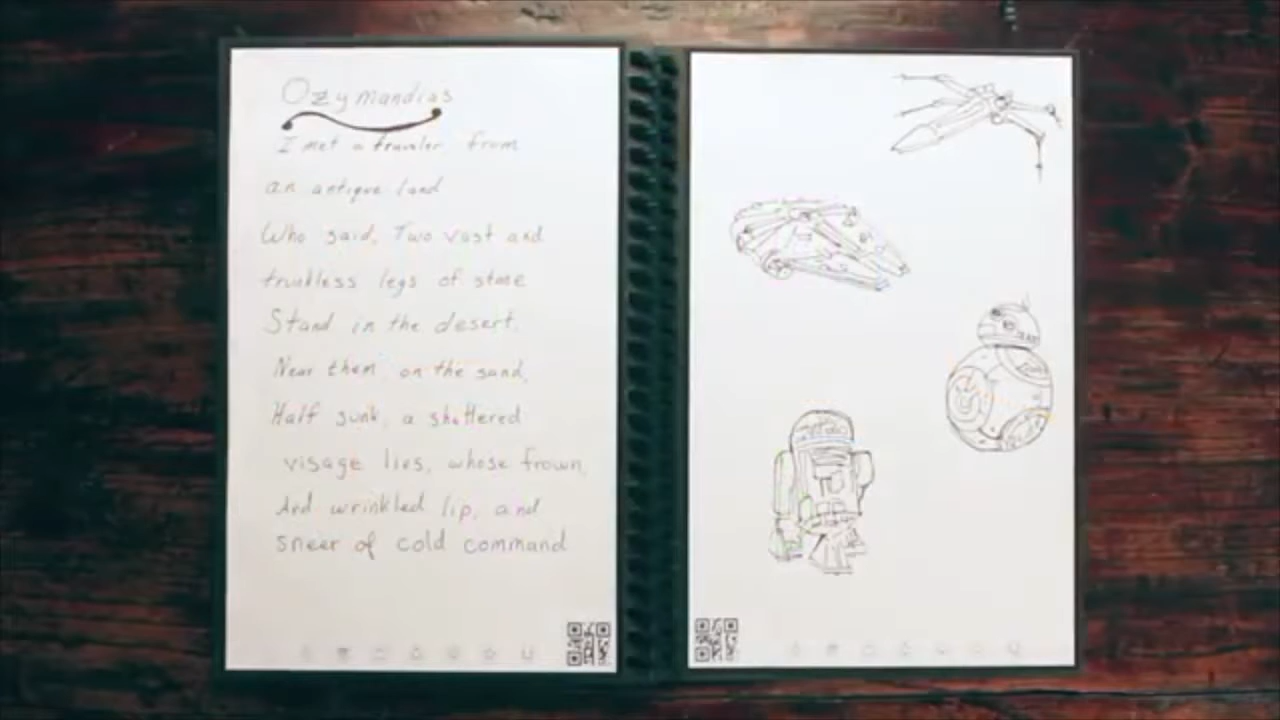 Ozymandias
I met a traveler from
an antique land
Who said, Two vast and
trunkless legs of stone
Stand in the desert.
Near them, on the sand,
Half sunk, a shattered
visage lies, whose frown,
And wrinkled lip, and
sneer of cold command